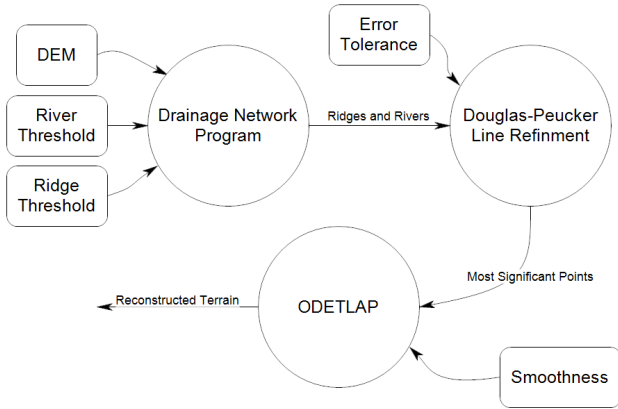 DEM
River
Threshold
Ridge
Threshold
Drainage Network
Program
Ridges and Rivers
Error
Tolerance
Douglas-Peucker
Line Refinment
Most Significant Points
ODETLAP
Reconstructed Terrain
Smoothness